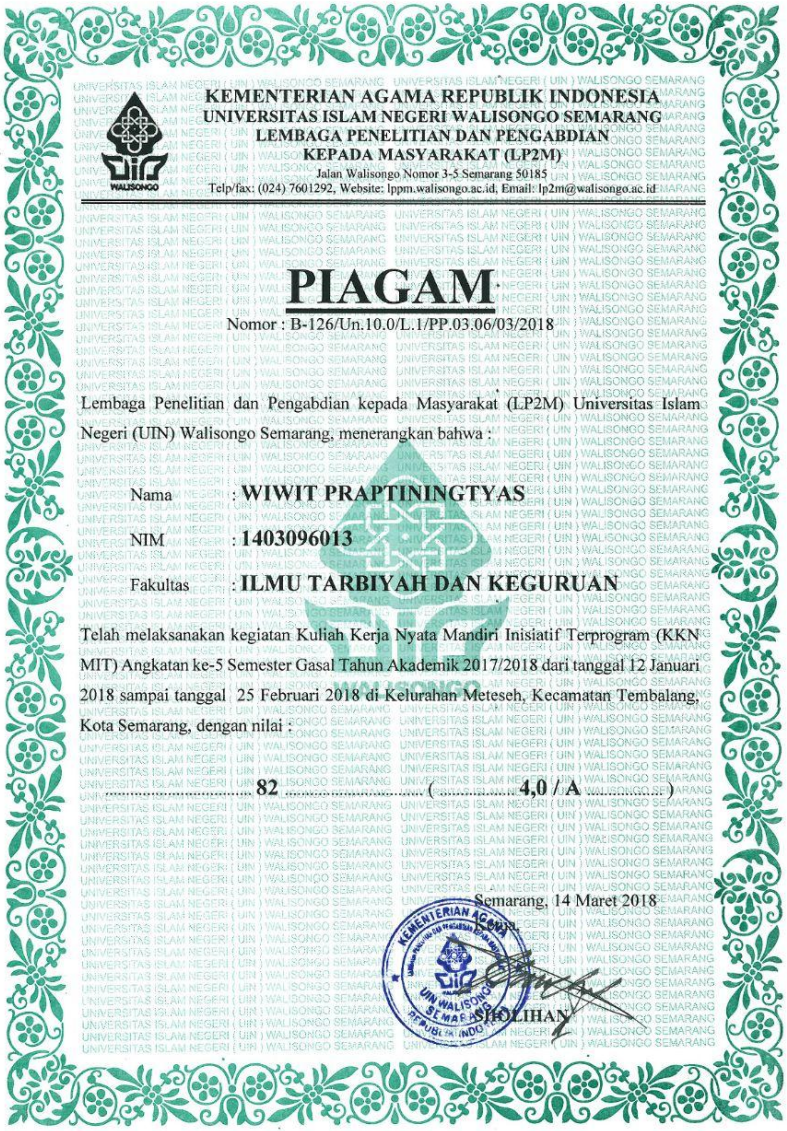 KEMENTERIAN AGAMA REPUBLIK INDONESIA
UNIVERSITAS ISLAM NEGERI WALISONGO SEMARANG
LEMBAGA PENELITIAN DAN PENGABDIAN
KEPADA MASYARAKAT (LP2M)
Jalan Walisongo Nomor 3-5 Semarang 50185
Telp/fax: (024) 7601292, Website: lppm.walisongo.ac.id, Email: lp2m@walisongo.ac.id
WALISONGO
PIAGAM
Nomor : B-126/Un.10.0/L.1/PP.03.06/03/2018
Lembaga Penelitian dan Pengabdian kepada Masyarakat (LP2M) Universitas Islam
Negeri (UIN) Walisongo Semarang, menerangkan bahwa :
Nama : WIWIT PRAPTININGTYAS
NIM : 1403096013
Fakultas : ILMU TARBIYAH DAN KEGURUAN
Telah melaksanakan kegiatan Kuliah Kerja Nyata Mandiri Inisiatif Terprogram (KKN
MIT) Angkatan ke-5 Semester Gasal Tahun Akademik 2017/2018 dari tanggal 12 Januari
2018 sampai tanggal 25 Februari 2018 di Kelurahan Meteseh, Kecamatan Tembalang,
Kota Semarang, dengan nilai :
WALISONGO
82 ( 4,0 / A )
Semarang, 14 Maret 2018
Ketua,
KEMENTERIAN AGAMA
UIN WALISONGO
SEMARANG
REPUBLIK INDONESIA
SHOLIHAN